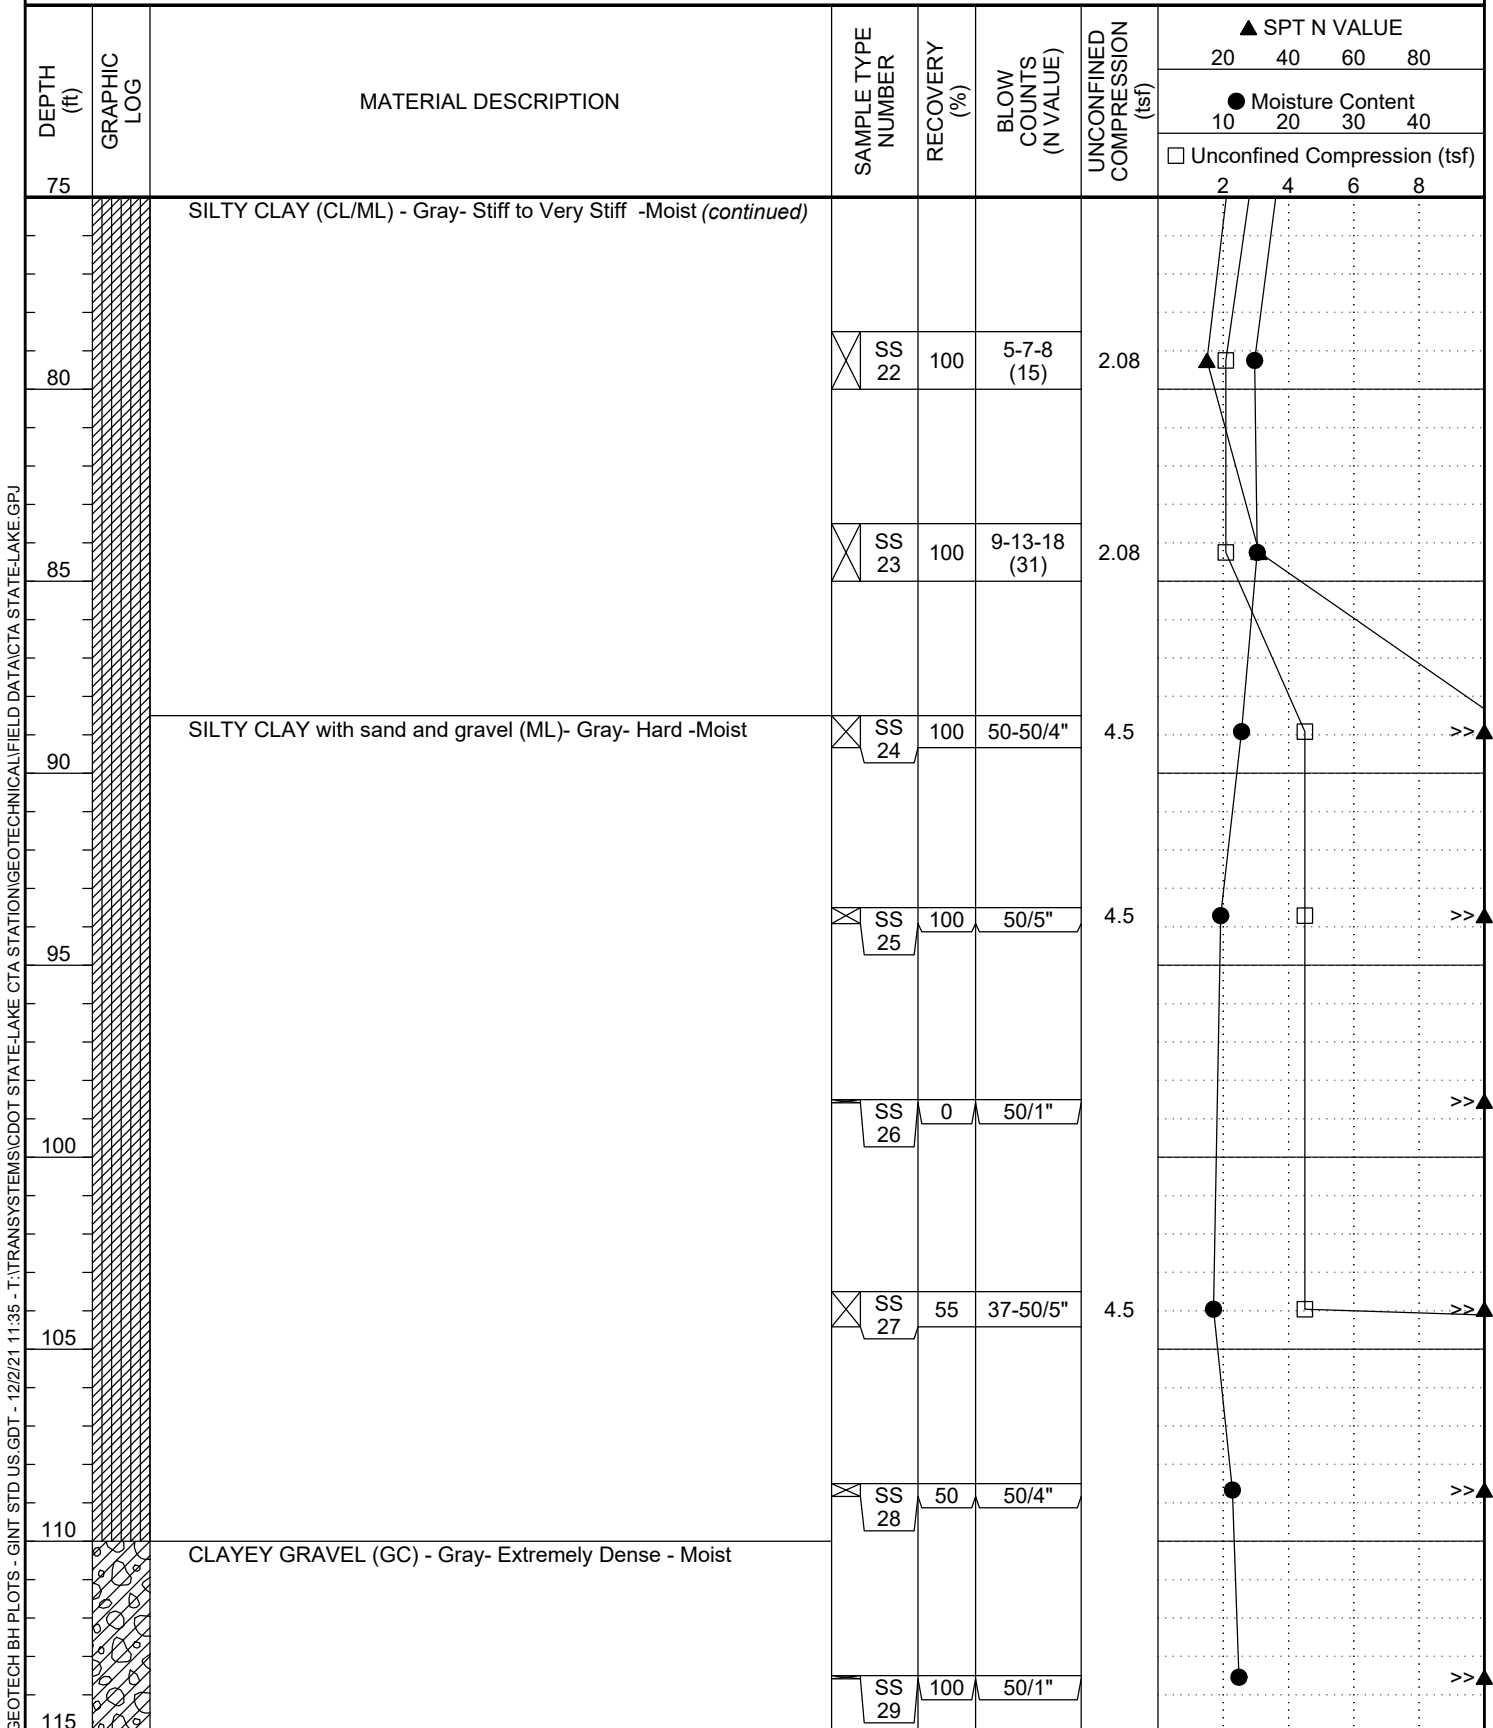 DEPTH
(ft)
GRAPHIC
LOG
MATERIAL DESCRIPTION
SAMPLE TYPE
NUMBER
RECOVERY
(%)
BLOW
COUNTS
(N VALUE)
UNCONFINED
COMPRESSION
(tsf)
▲ SPT N VALUE
20 40 60 80
● Moisture Content
10 20 30 40
□ Unconfined Compression (tsf)
2 4 6 8
75
SILTY CLAY (CL/ML) - Gray- Stiff to Very Stiff -Moist (continued)
SS
22
100
5-7-8
(15)
2.08
80
SS
23
100
9-13-18
(31)
2.08
85
SILTY CLAY with sand and gravel (ML)- Gray- Hard -Moist
SS
24
100
50-50/4"
4.5
>>▲
90
SS
25
100
50/5"
4.5
>>▲
95
SS
26
0
50/1"
>>▲
100
SS
27
55
37-50/5"
4.5
>>▲
105
SS
28
50
50/4"
>>▲
110
CLAYEY GRAVEL (GC) - Gray- Extremely Dense - Moist
SS
29
100
50/1"
>>▲
115
GEOTECH BH PLOTS - GINT STD US.GDT - 12/2/21 11:35 - T:\TRANSYSTEMS\CDOT STATE-LAKE CTA STATION\GEOTECHNICAL\FIELD DATA\CTA STATE-LAKE.GPJ